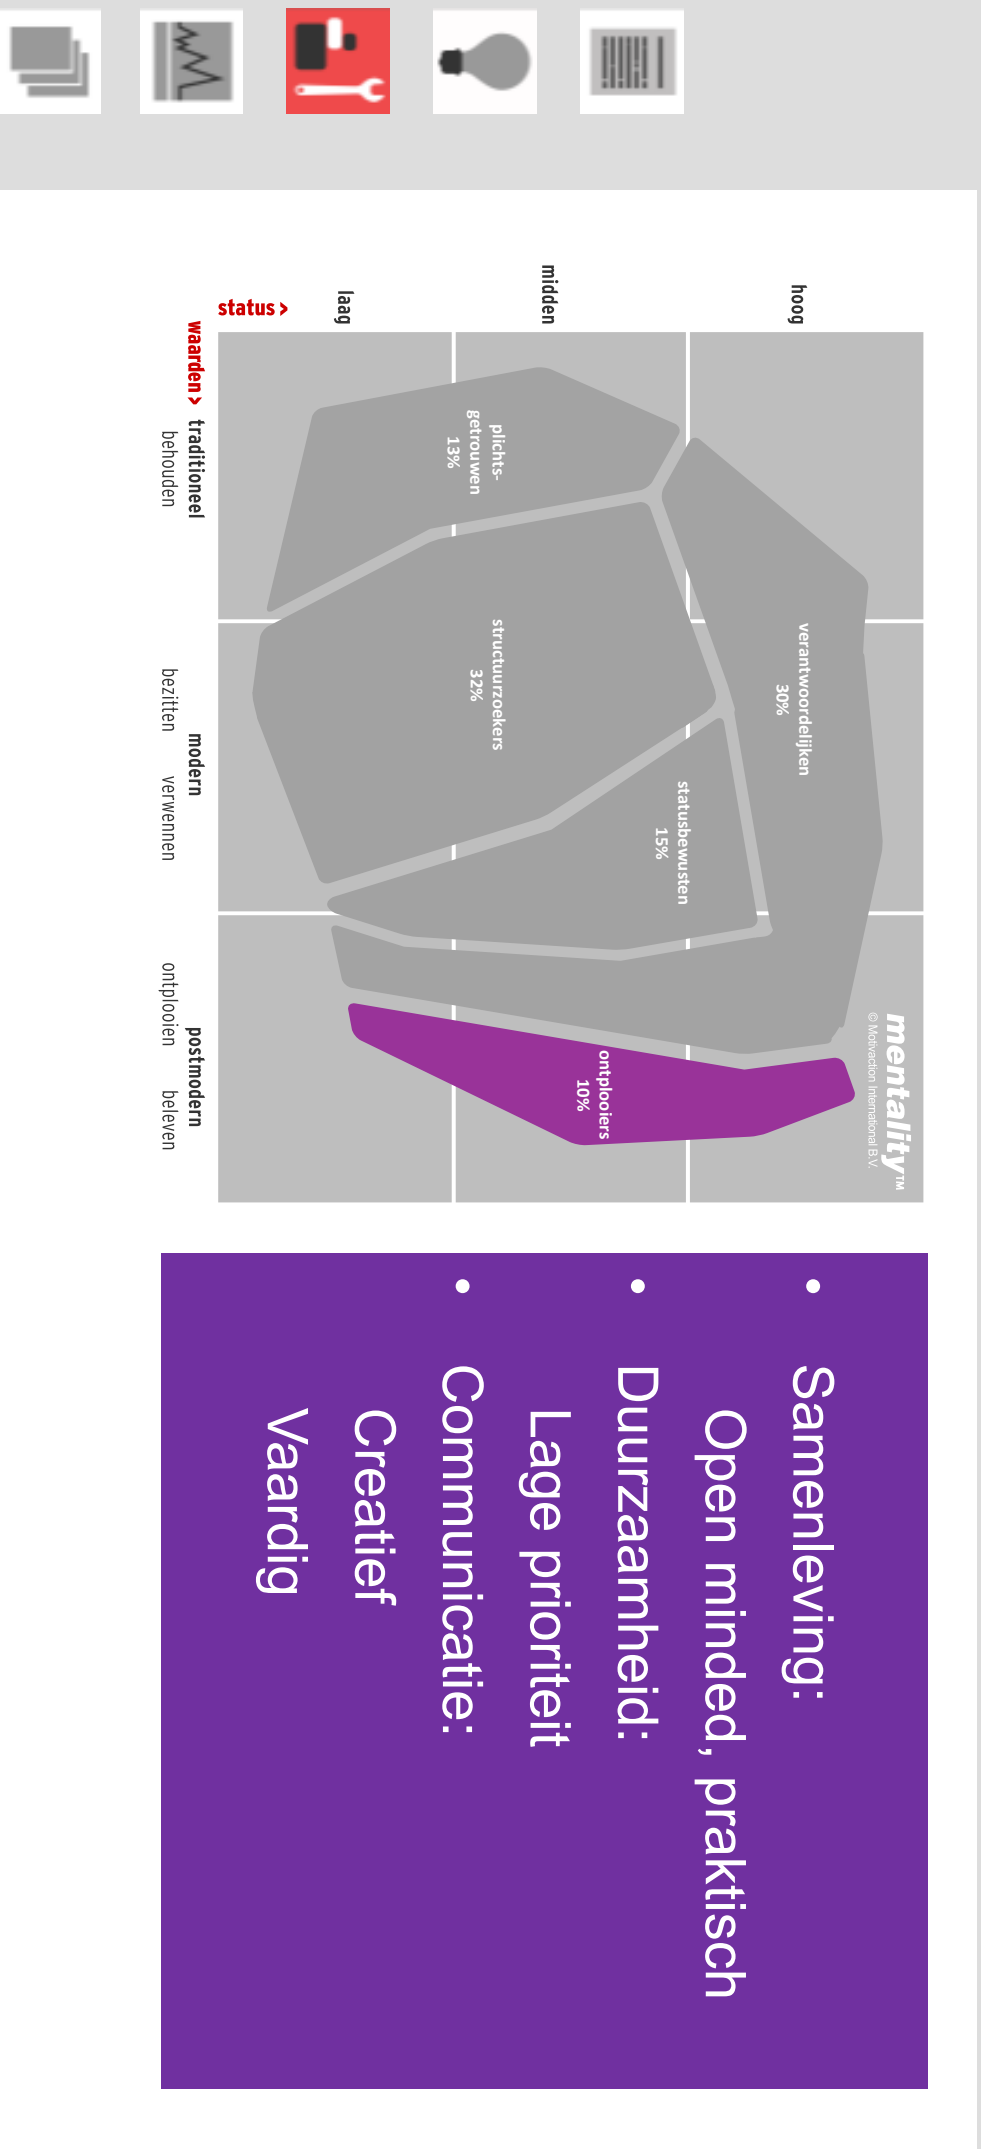 mentality™
© Motivaction International B.V.
hoog
midden
laag
status >
verantwoordelijken
30%
plichts-
getrouwen
13%
structuurzoekers
32%
statusbewusten
15%
ontplooiers
10%
waarden > traditioneel
modern
postmodern
behouden
bezitten
verwennen
ontplooien
beleven
• Samenleving:
Open minded, praktisch
• Duurzaamheid:
Lage prioriteit
• Communicatie:
Creatief
Vaardig